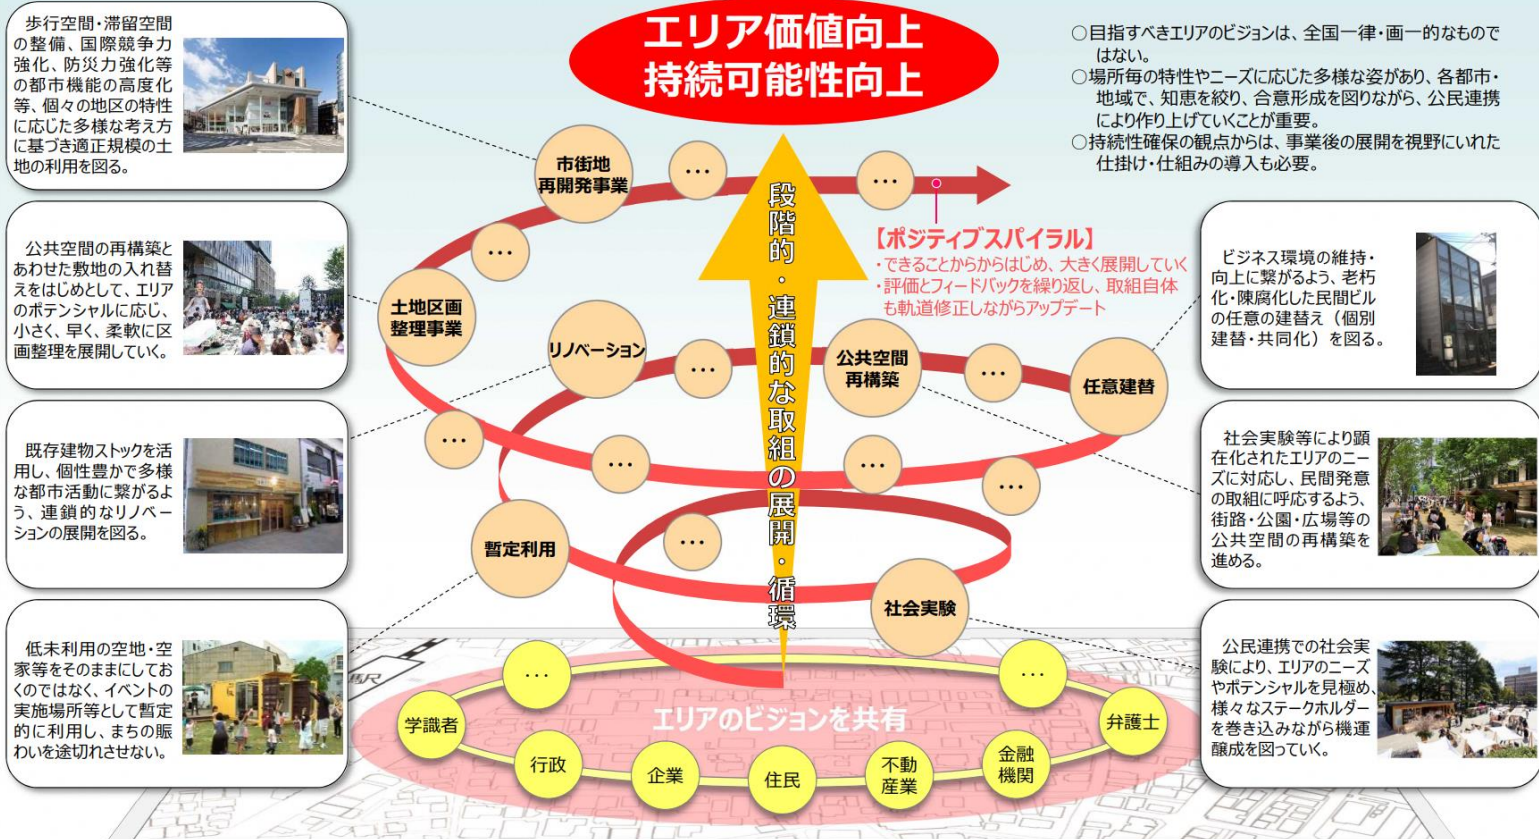 エリア価値向上
持続可能性向上
歩行空間・滞留空間
の整備、国際競争力
強化、防災力強化等
の都市機能の高度化
等、個々の地区の特性
に応じた多様な考え方
に基づき適正規模の土
地の利用を図る。
公共空間の再構築と
あわせた敷地の入れ替
えをはじめとして、エリア
のポテンシャルに応じ、
小さく、早く、柔軟に区
画整理を展開していく。
既存建物ストックを活
用し、個性豊かで多様
な都市活動に繋がるよ
う、連鎖的なリノベー
ションの展開を図る。
低未利用の空地・空
家等をそのままにしてお
くのではなく、イベントの
実施場所等として暫定
的に利用し、まちの賑
わいを途切れさせない。
○目指すべきエリアのビジョンは、全国一律・画一的なもので
はない。
○場所毎の特性やニーズに応じた多様な姿があり、各都市・
地域で、知恵を絞り、合意形成を図りながら、公民連携
により作り上げていくことが重要。
○持続性確保の観点からは、事業後の展開を視野にいれた
仕掛け・仕組みの導入も必要。
市街地
再開発事業
…
…
…
【ポジティブスパイラル】
・できることからからはじめ、大きく展開していく
・評価とフィードバックを繰り返し、取組自体
も軌道修正しながらアップデート
土地区画
整理事業
リノベーション
…
公共空間
再構築
…
任意建替
…
…
…
…
暫定利用
…
社会実験
段階的・連鎖的な取組の展開・循環
ビジネス環境の維持・
向上に繋がるよう、老朽
化・陳腐化した民間ビル
の任意の建替え（個別
建替・共同化）を図る。
社会実験等により顕
在化されたエリアのニー
ズに対応し、民間発意
の取組に呼応するよう、
街路・公園・広場等の
公共空間の再構築を
進める。
公民連携での社会実
験により、エリアのニーズ
やポテンシャルを見極め、
様々なステークホルダー
を巻き込みながら機運
醸成を図っていく。
…
…
エリアのビジョンを共有
学識者
行政
企業
住民
不動
産業
金融
機関
弁護士